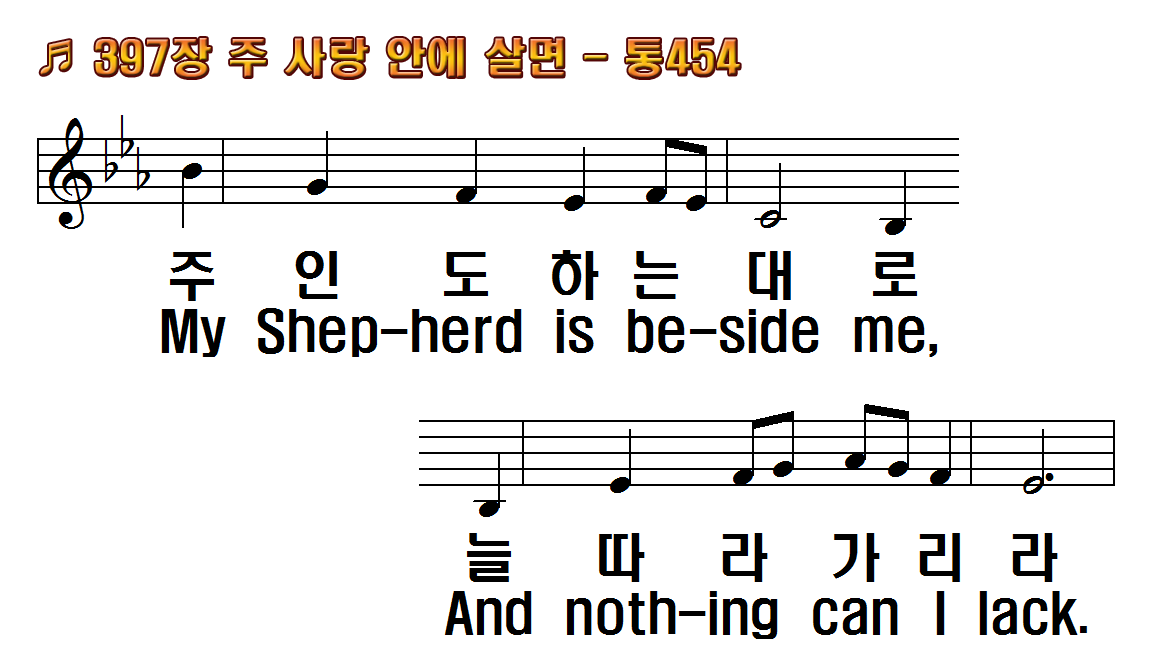 ♬ 397장 주 사랑 안에 살면 - 통454
주 인 도 하 는 대 로
My Shep-herd is be-side me,
늘 따 라 가 리 라
And noth-ing can I lack.